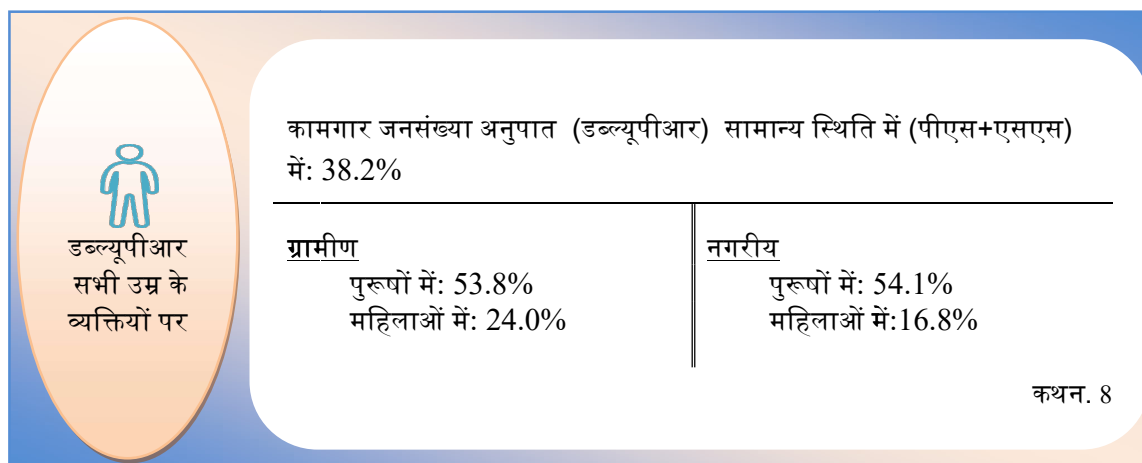 डब्ल्यूपीआर
सभी उम्र के
व्यक्तियों पर
कामगार जनसंख्या अनुपात (डब्ल्यूपीआर) सामान्य स्थिति में (पीएस+एसएस)
में: 38.2%
ग्रामीण
पुरूषों में: 53.8%
महिलाओं में: 24.0%
नगरीय
पुरूषों में: 54.1%
महिलाओं में:16.8%
कथन. 8